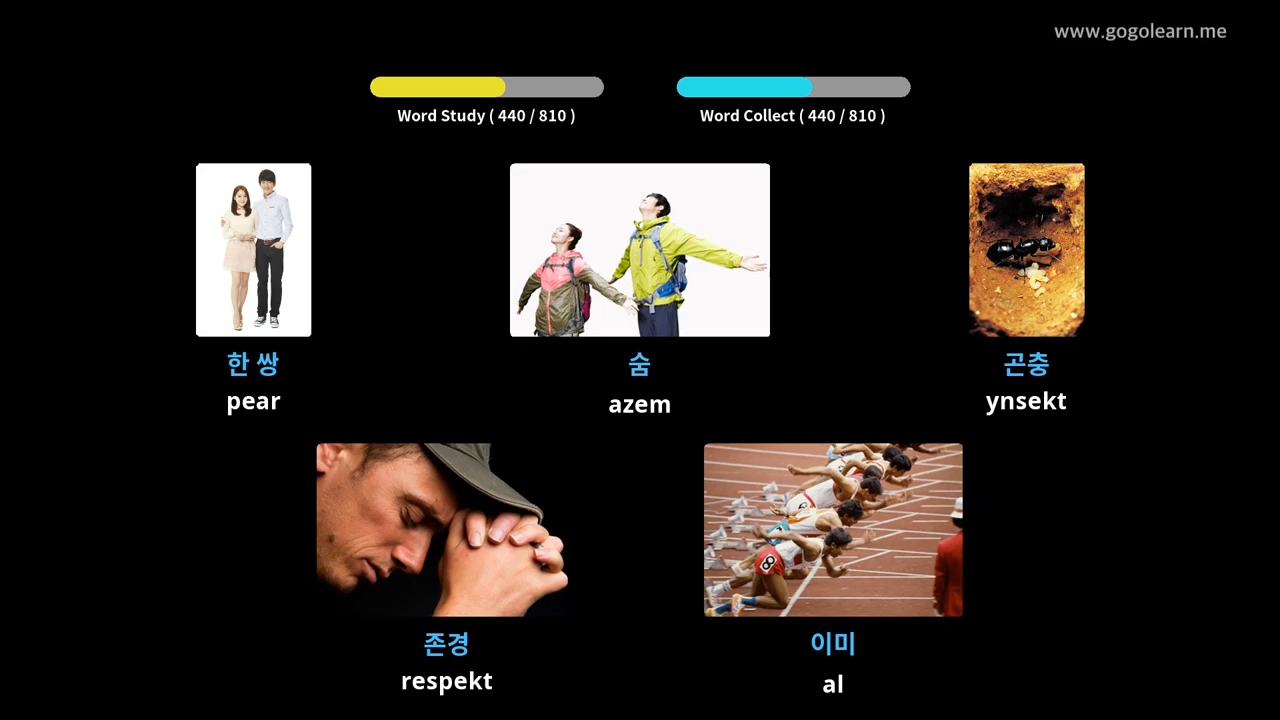 www.gogolearn.me
Word Study ( 440 / 810 )
Word Collect ( 440 / 810 )
한 쌍
pear
숨
azem
곤충
ynsekt
존경
respekt
이미
al